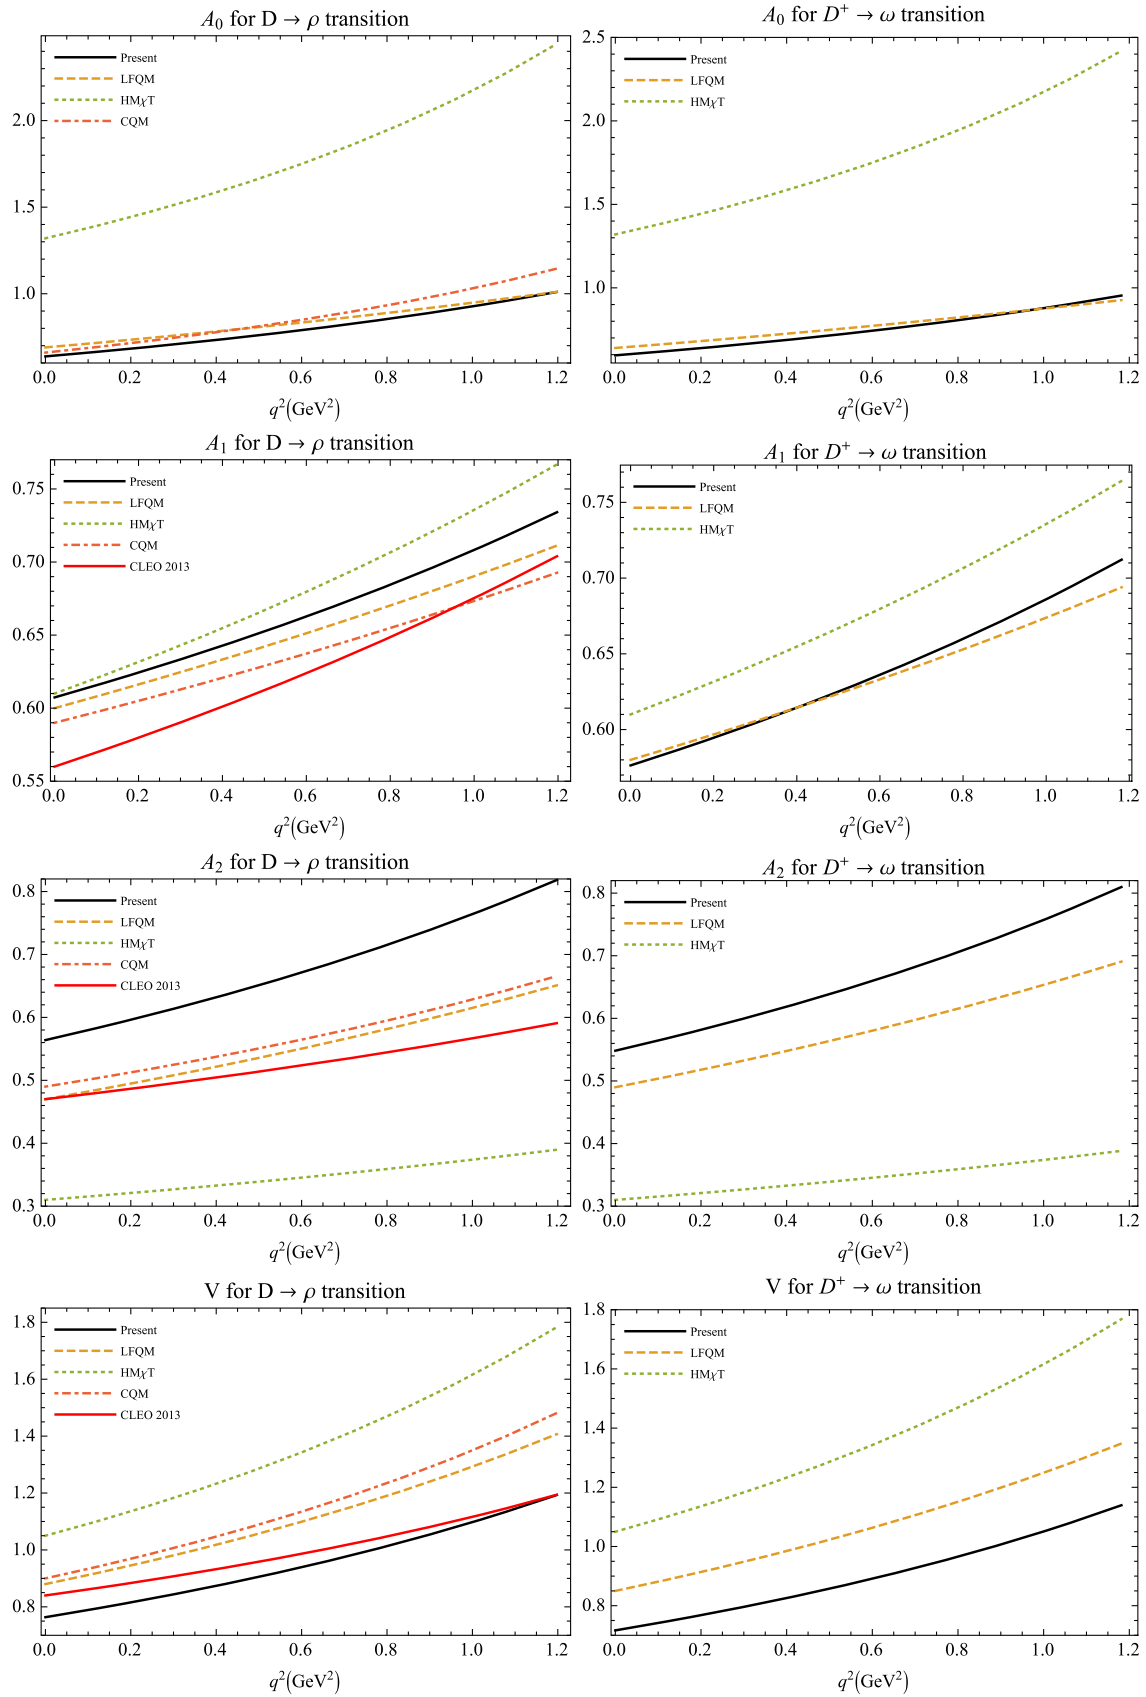 A₀ for D → ρ transition
Present
LFQM
HMχT
CQM
2.0
1.5
1.0
0.0 0.2 0.4 0.6 0.8 1.0 1.2
q²(GeV²)
A₀ for D⁺ → ω transition
Present
LFQM
HMχT
2.5
2.0
1.5
1.0
0.0 0.2 0.4 0.6 0.8 1.0 1.2
q²(GeV²)
A₁ for D → ρ transition
Present
LFQM
HMχT
CQM
CLEO 2013
0.75
0.70
0.65
0.60
0.55
0.0 0.2 0.4 0.6 0.8 1.0 1.2
q²(GeV²)
A₁ for D⁺ → ω transition
Present
LFQM
HMχT
0.75
0.70
0.65
0.60
0.0 0.2 0.4 0.6 0.8 1.0 1.2
q²(GeV²)
A₂ for D → ρ transition
Present
LFQM
HMχT
CQM
CLEO 2013
0.8
0.7
0.6
0.5
0.4
0.3
0.0 0.2 0.4 0.6 0.8 1.0 1.2
q²(GeV²)
A₂ for D⁺ → ω transition
Present
LFQM
HMχT
0.8
0.7
0.6
0.5
0.4
0.3
0.0 0.2 0.4 0.6 0.8 1.0 1.2
q²(GeV²)
V for D → ρ transition
Present
LFQM
HMχT
CQM
CLEO 2013
1.8
1.6
1.4
1.2
1.0
0.8
0.0 0.2 0.4 0.6 0.8 1.0 1.2
q²(GeV²)
V for D⁺ → ω transition
Present
LFQM
HMχT
1.8
1.6
1.4
1.2
1.0
0.8
0.0 0.2 0.4 0.6 0.8 1.0 1.2
q²(GeV²)